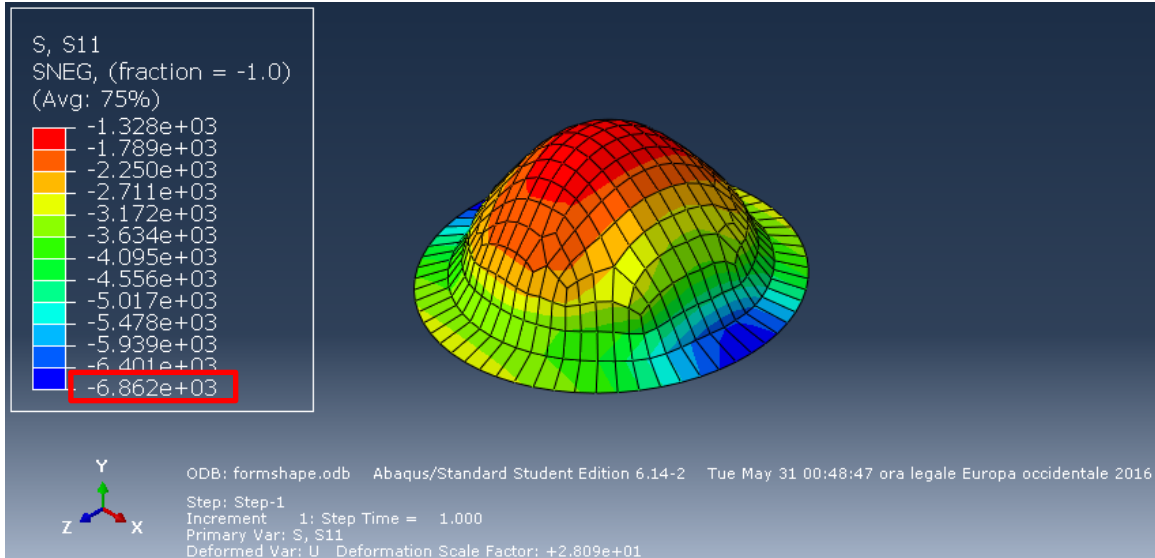 S, S11
SNEG, (fraction = -1.0)
(Avg: 75%)
-1.328e+03
-1.789e+03
-2.250e+03
-2.711e+03
-3.172e+03
-3.634e+03
-4.095e+03
-4.556e+03
-5.017e+03
-5.478e+03
-5.939e+03
-6.401e+03
-6.862e+03
Y
Z X
ODB: formshape.odb Abaqus/Standard Student Edition 6.14-2 Tue May 31 00:48:47 ora legale Europa occidentale 2016
Step: Step-1
Increment 1: Step Time = 1.000
Primary Var: S, S11
Deformed Var: U Deformation Scale Factor: +2.809e+01